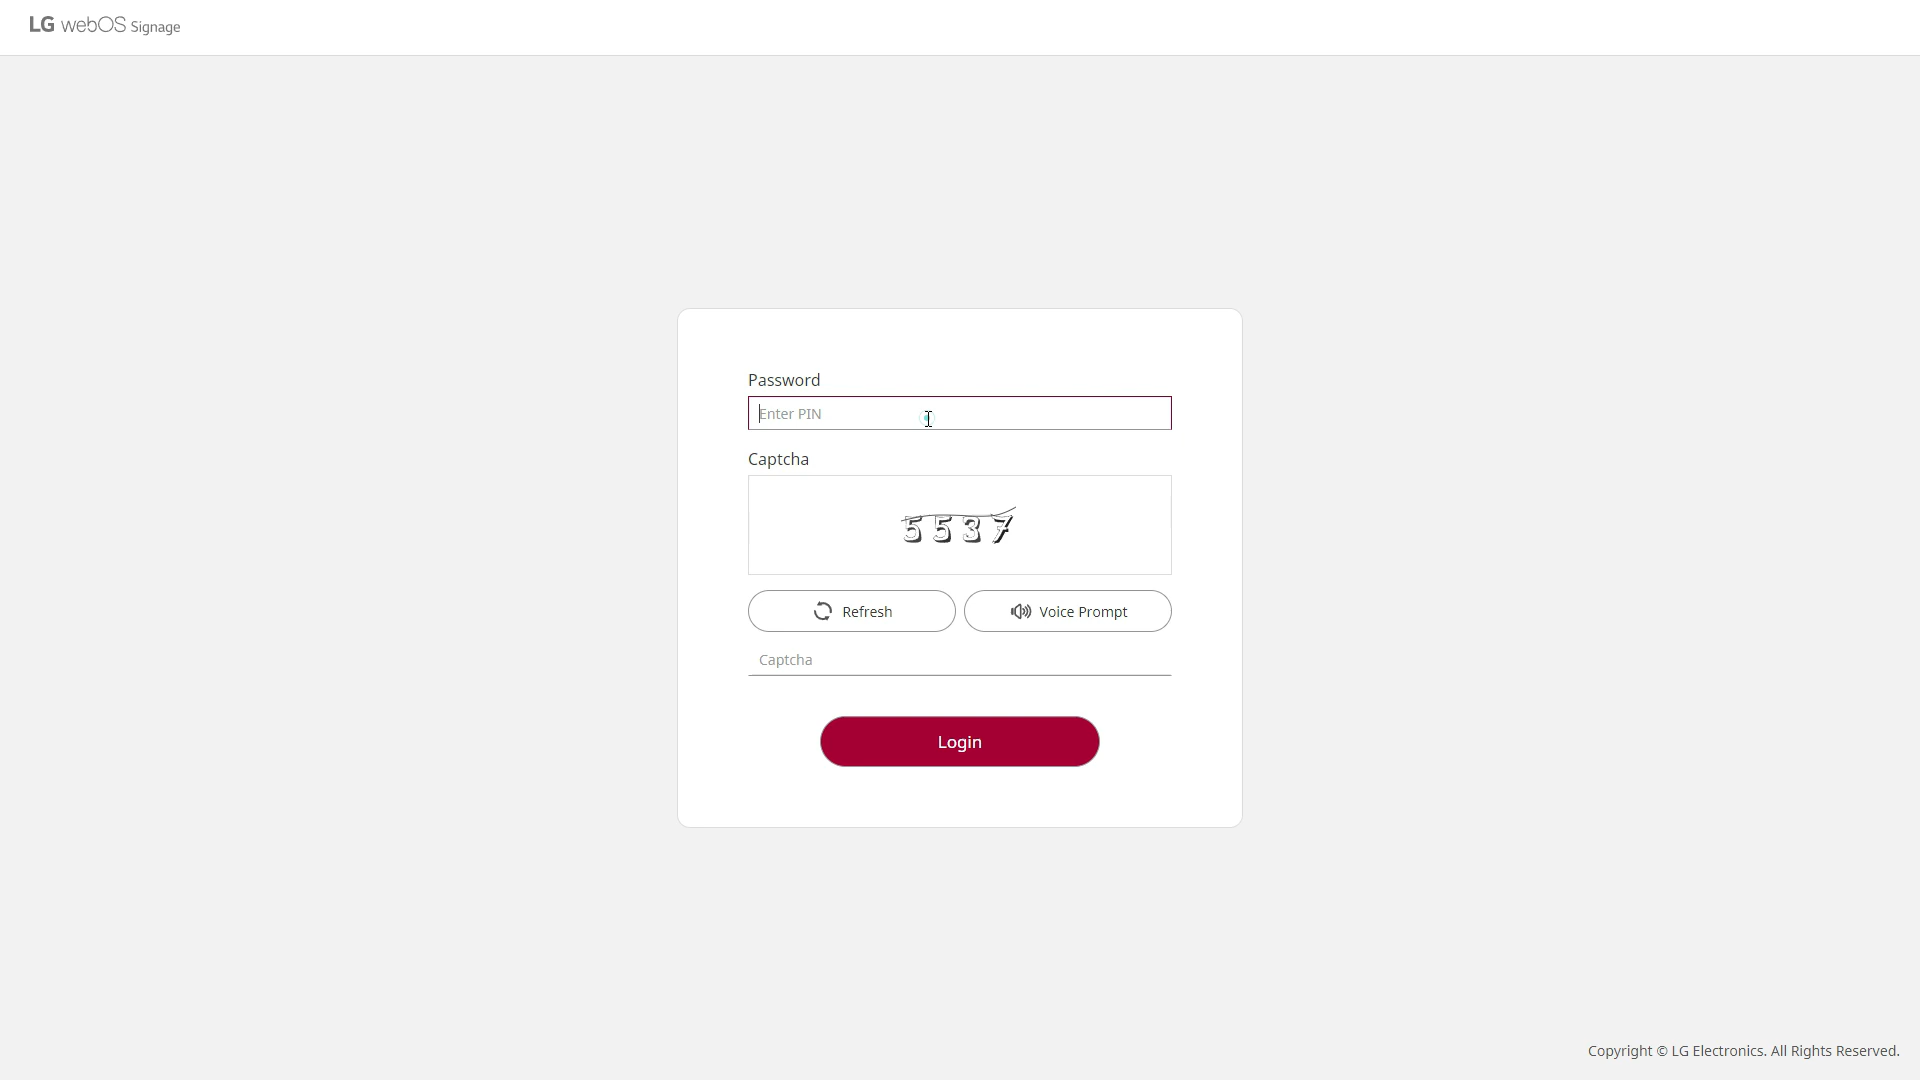 LG webOS Signage
Password
Enter PIN
Captcha
5537
Refresh
Voice Prompt
Captcha
Login
Copyright © LG Electronics. All Rights Reserved.